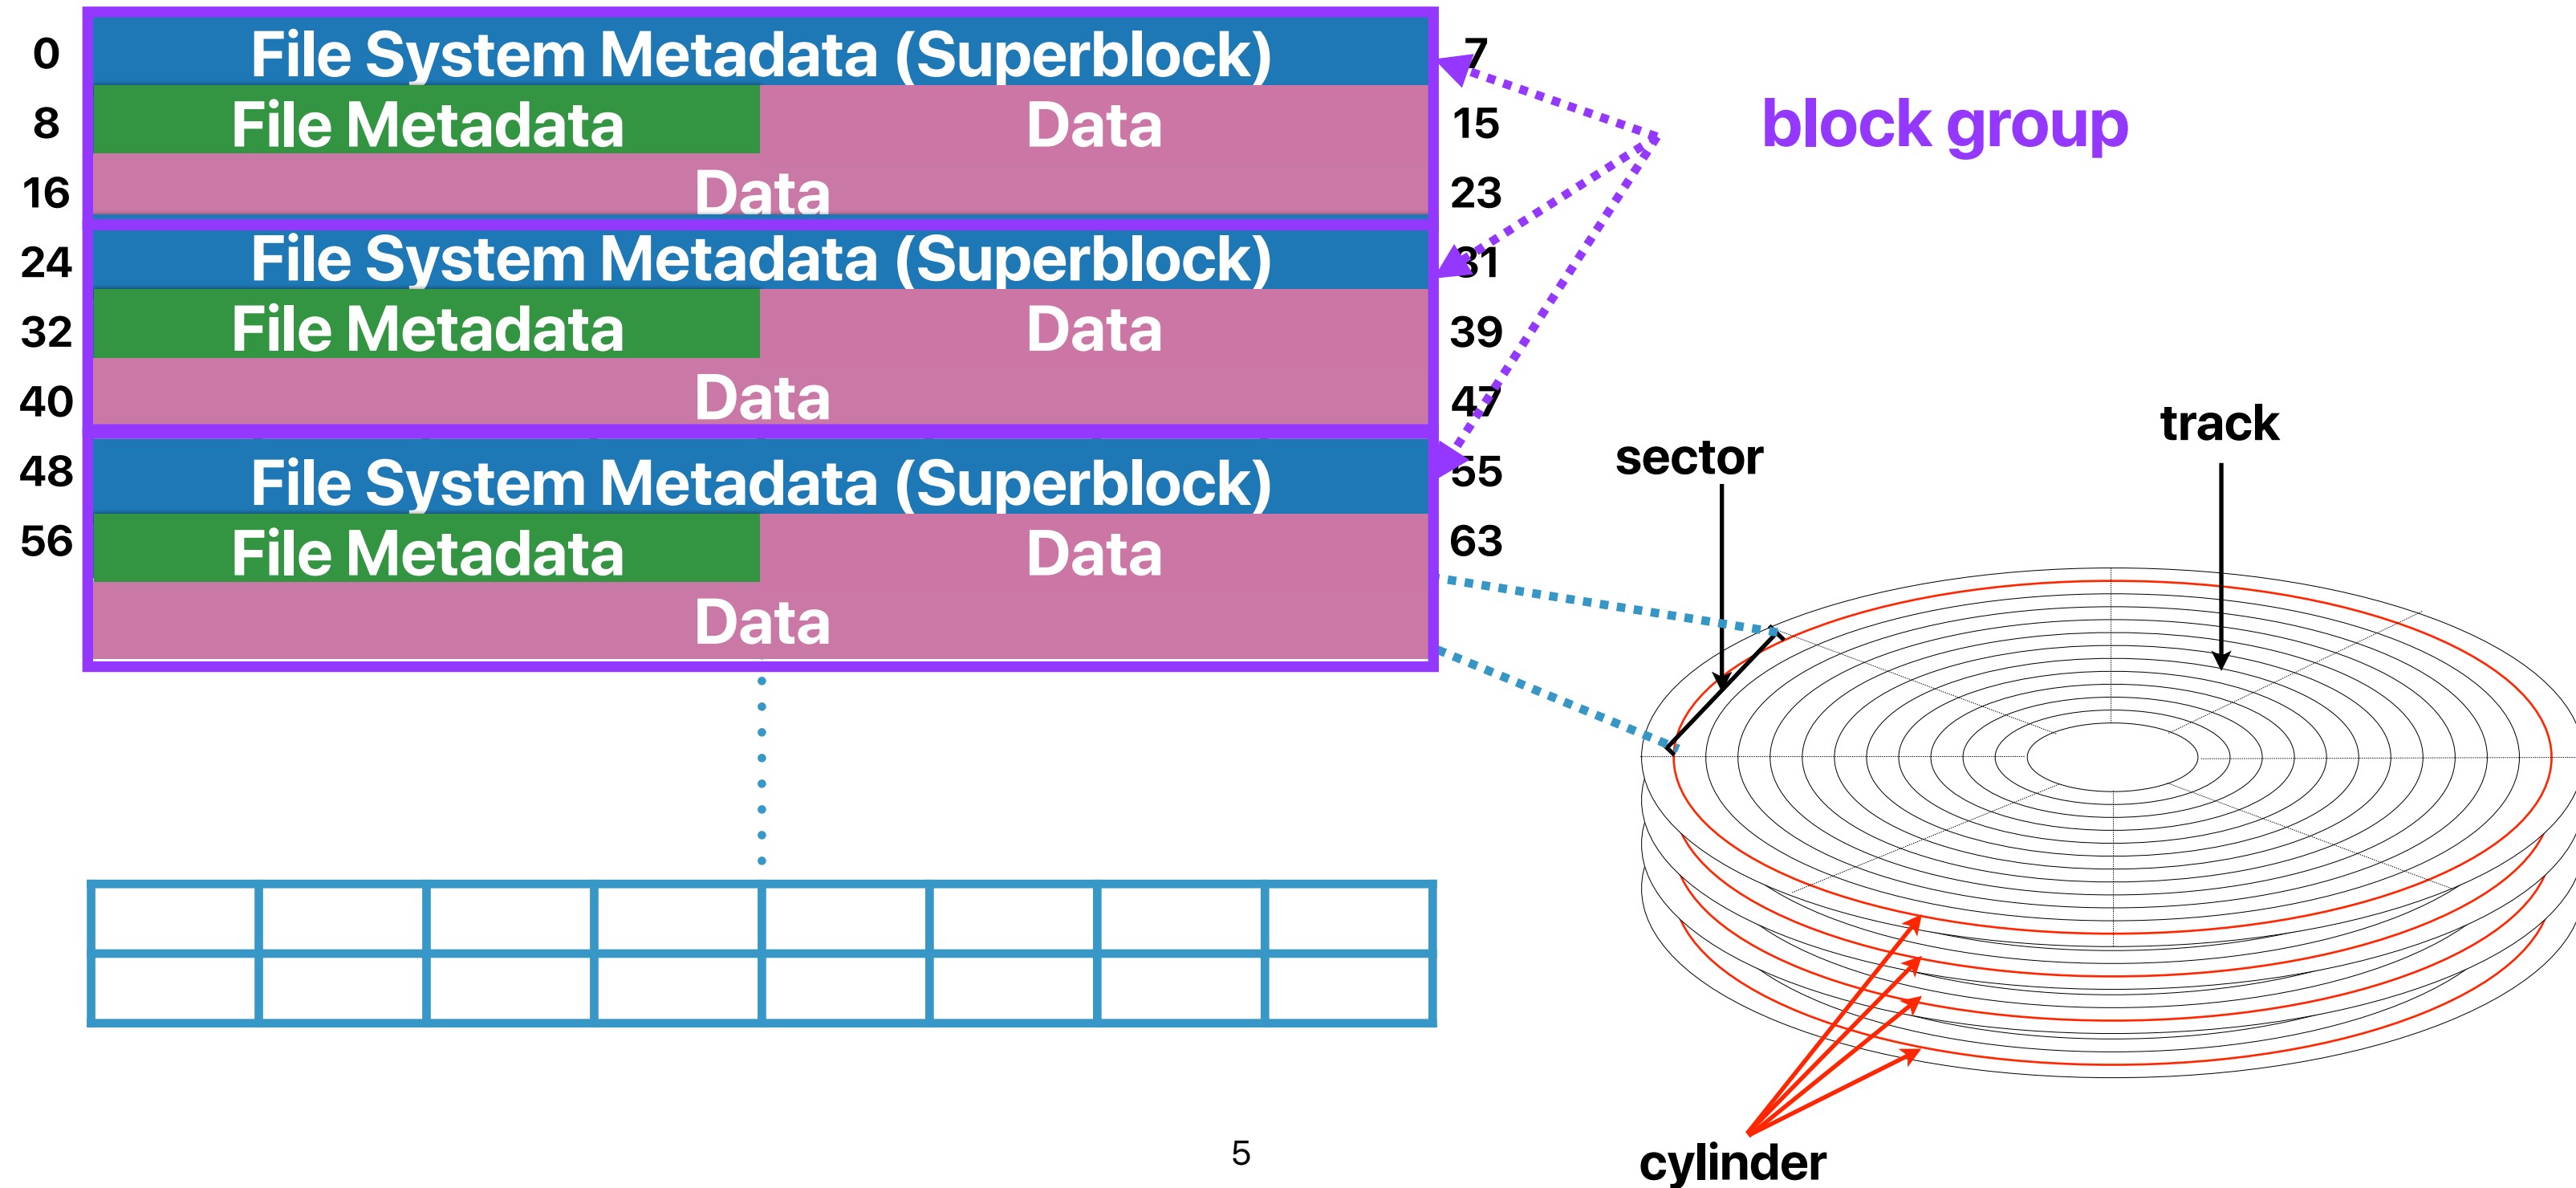 0 File System Metadata (Superblock) 7
8 File Metadata Data 15
16 Data 23
24 File System Metadata (Superblock) 31
32 File Metadata Data 39
40 Data 47
48 File System Metadata (Superblock) 55
56 File Metadata Data 63
Data
block group
sector
track
cylinder
5